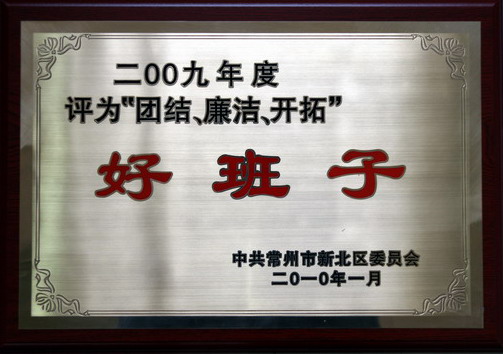 二00九年度
评为“团结、廉洁、开拓”
好班子
中共常州市新北区委员会
二0一0年一月